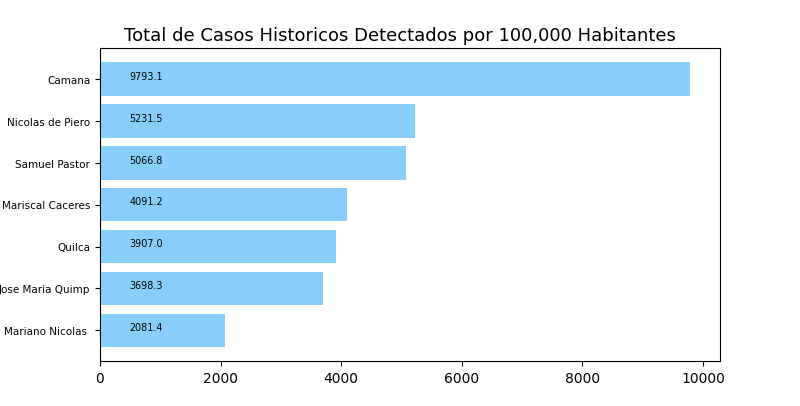 Total de Casos Historicos Detectados por 100,000 Habitantes
Camana 9793.1
Nicolas de Piero 5231.5
Samuel Pastor 5066.8
Mariscal Caceres 4091.2
Quilca 3907.0
Jose Maria Quimp 3698.3
Mariano Nicolas 2081.4
0 2000 4000 6000 8000 10000